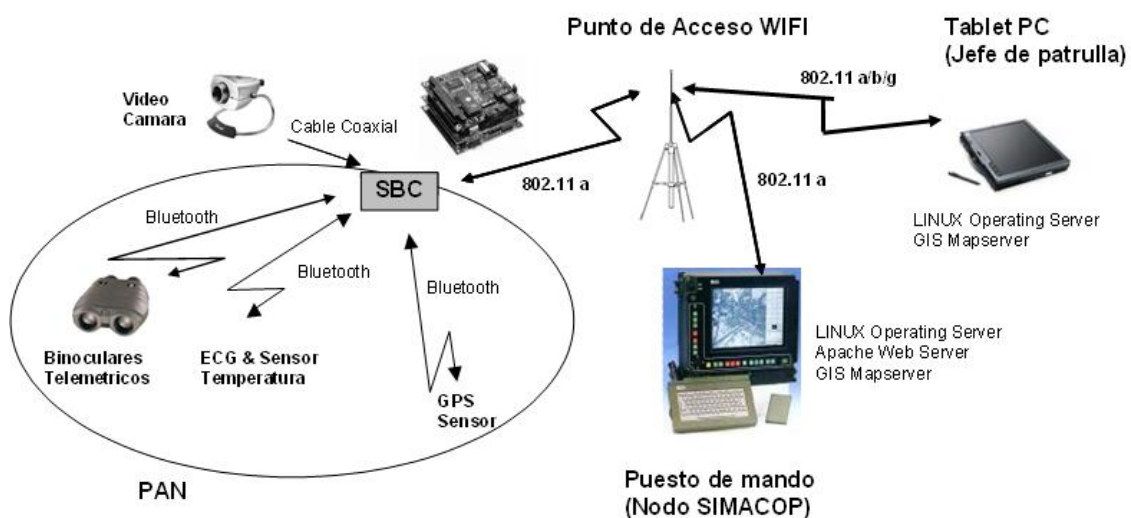 Punto de Acceso WIFI
Tablet PC
(Jefe de patrulla)
802.11 a/b/g
Video
Camara
Cable Coaxial
802.11 a
802.11 a
SBC
Bluetooth
Bluetooth
Bluetooth
LINUX Operating Server
GIS Mapserver
Binoculares
Telemetricos
ECG & Sensor
Temperatura
GPS
Sensor
LINUX Operating Server
Apache Web Server
GIS Mapserver
PAN
Puesto de mando
(Nodo SIMACOP)